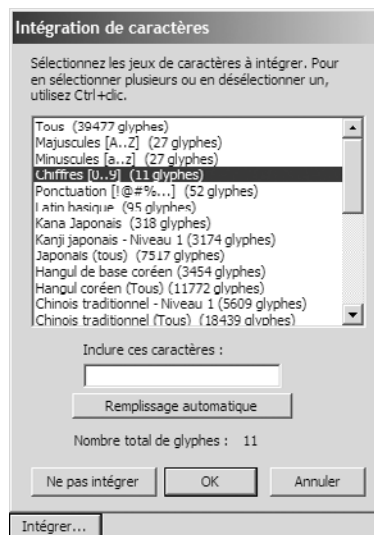 Intégration de caractères
Sélectionnez les jeux de caractères à intégrer. Pour
en sélectionner plusieurs ou en désélectionner un,
utilisez Ctrl+clic.
Tous (39477 glyphes)
Majuscules [A..Z] (27 glyphes)
Minuscules [a..z] (27 glyphes)
Chiffres [0..9] (11 glyphes)
Ponctuation [!@#%...] (52 glyphes)
Latin basique (95 glyphes)
Kana Japonais (318 glyphes)
Kanji japonais - Niveau 1 (3174 glyphes)
Japonais (tous) (7517 glyphes)
Hangul de base coréen (3454 glyphes)
Hangul coréen (Tous) (11772 glyphes)
Chinois traditionnel - Niveau 1 (5609 glyphes)
Chinois traditionnel (Tous) (18439 glyphes)
Inclure ces caractères :
Remplissage automatique
Nombre total de glyphes : 11
Ne pas intégrer OK Annuler
Intégrer...